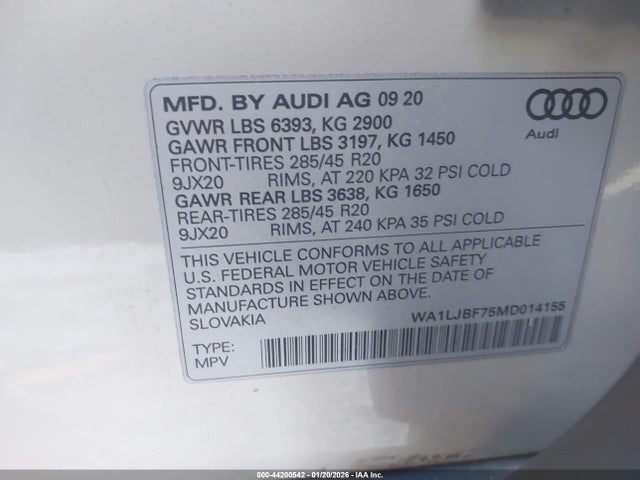 MFD. BY AUDI AG 09 20
GVWR LBS 6393, KG 2900
GAWR FRONT LBS 3197, KG 1450
FRONT-TIRES 285/45 R20
9JX20 RIMS, AT 220 KPA 32 PSI COLD
GAWR REAR LBS 3638, KG 1650
REAR-TIRES 285/45 R20
9JX20 RIMS, AT 240 KPA 35 PSI COLD
Audi
THIS VEHICLE CONFORMS TO ALL APPLICABLE
U.S. FEDERAL MOTOR VEHICLE SAFETY
STANDARDS IN EFFECT ON THE DATE OF
MANUFACTURE SHOWN ABOVE.
SLOVAKIA
WA1LJBF75MD014155
TYPE:
MPV
000-44200542 | 01/20/2026 | IAA Inc.